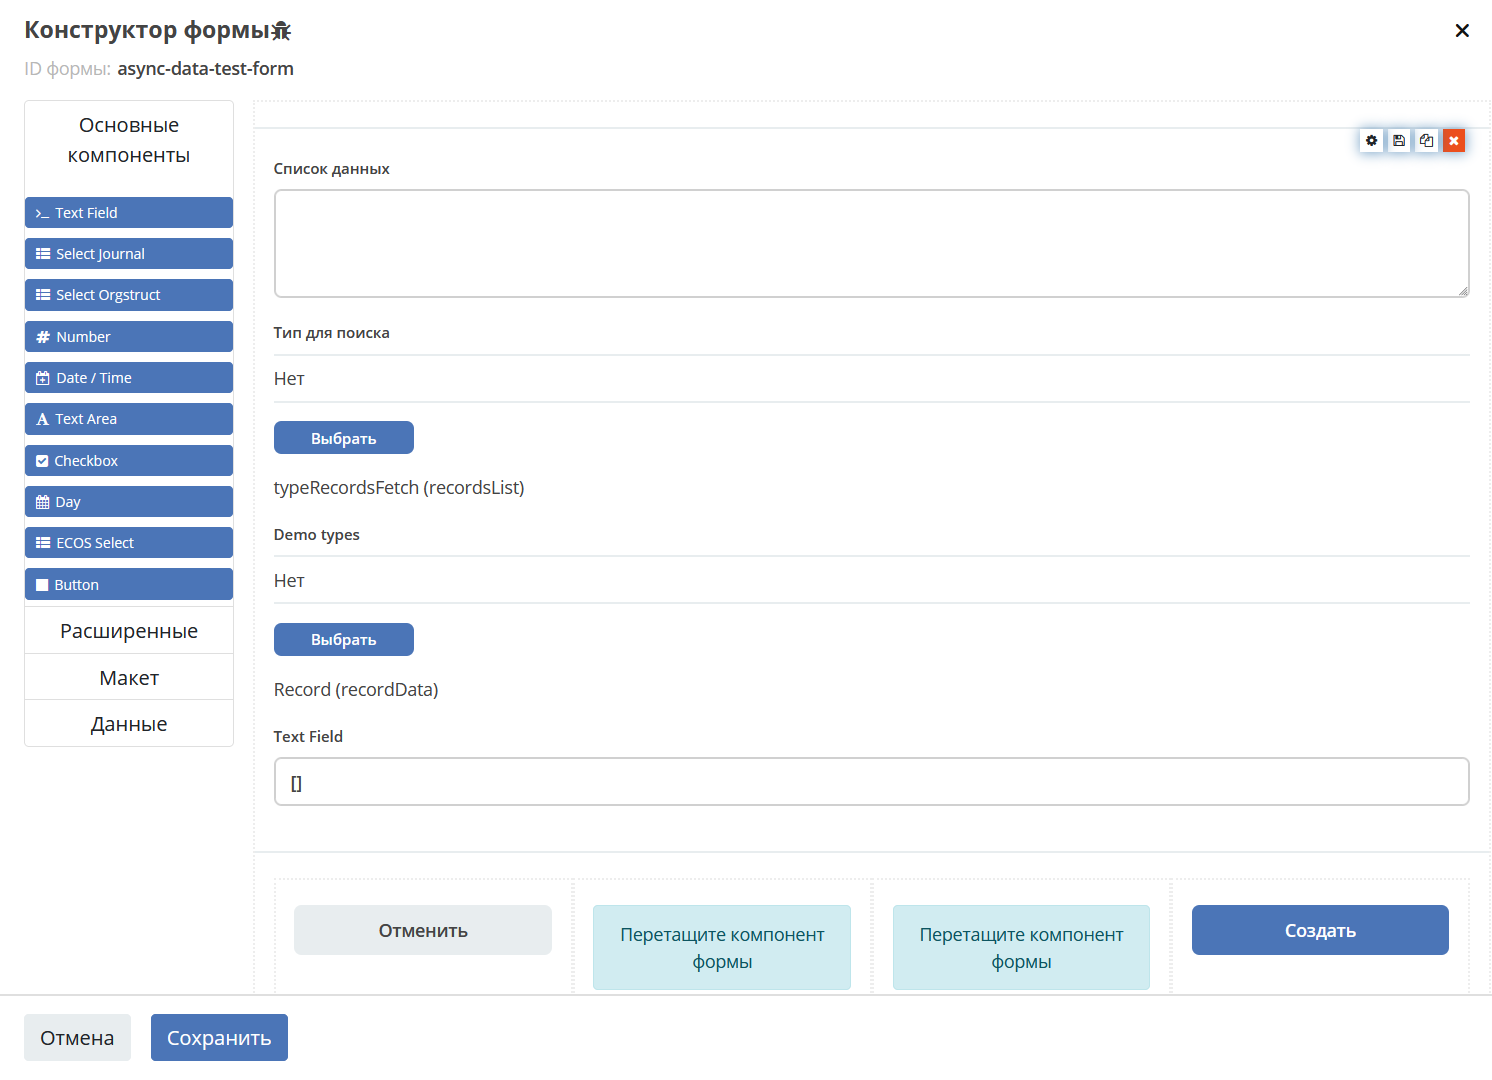 Конструктор формы
ID формы: async-data-test-form
Основные
компоненты
Text Field
Select Journal
Select Orgstruct
Number
Date / Time
Text Area
Checkbox
Day
ECOS Select
Button
Расширенные
Макет
Данные
Список данных
Тип для поиска
Нет
Выбрать
typeRecordsFetch (recordsList)
Demo types
Нет
Выбрать
Record (recordData)
Text Field
[]
Отменить
Перетащите компонент
формы
Перетащите компонент
формы
Создать
Отмена
Сохранить